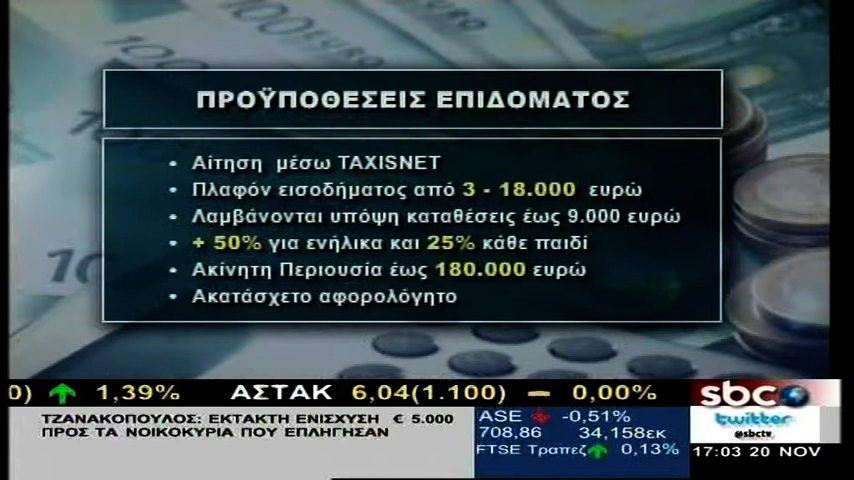 ΠΡΟΫΠΟΘΕΣΕΙΣ ΕΠΙΔΟΜΑΤΟΣ
• Αίτηση μέσω TAXISNET
• Πλαφόν εισοδήματος από 3 - 18.000 ευρώ
• Λαμβάνονται υπόψη καταθέσεις έως 9.000 ευρώ
• + 50% για ενήλικα και 25% κάθε παιδί
• Ακίνητη Περιουσία έως 180.000 ευρώ
• Ακατάσχετο αφορολόγητο
0) 1,39% ΑΣΤΑΚ 6,04(1.100) 0,00%
sbc
twitter
@sbctv
ΤΖΑΝΑΚΟΠΟΥΛΟΣ: ΕΚΤΑΚΤΗ ΕΝΙΣΧΥΣΗ € 5.000
ΠΡΟΣ ΤΑ ΝΟΙΚΟΚΥΡΙΑ ΠΟΥ ΕΠΛΗΓΗΣΑΝ
ASE -0,51%
708,86 34,158εκ
FTSE Τραπεζ 0,13%
17:03 20 NOV